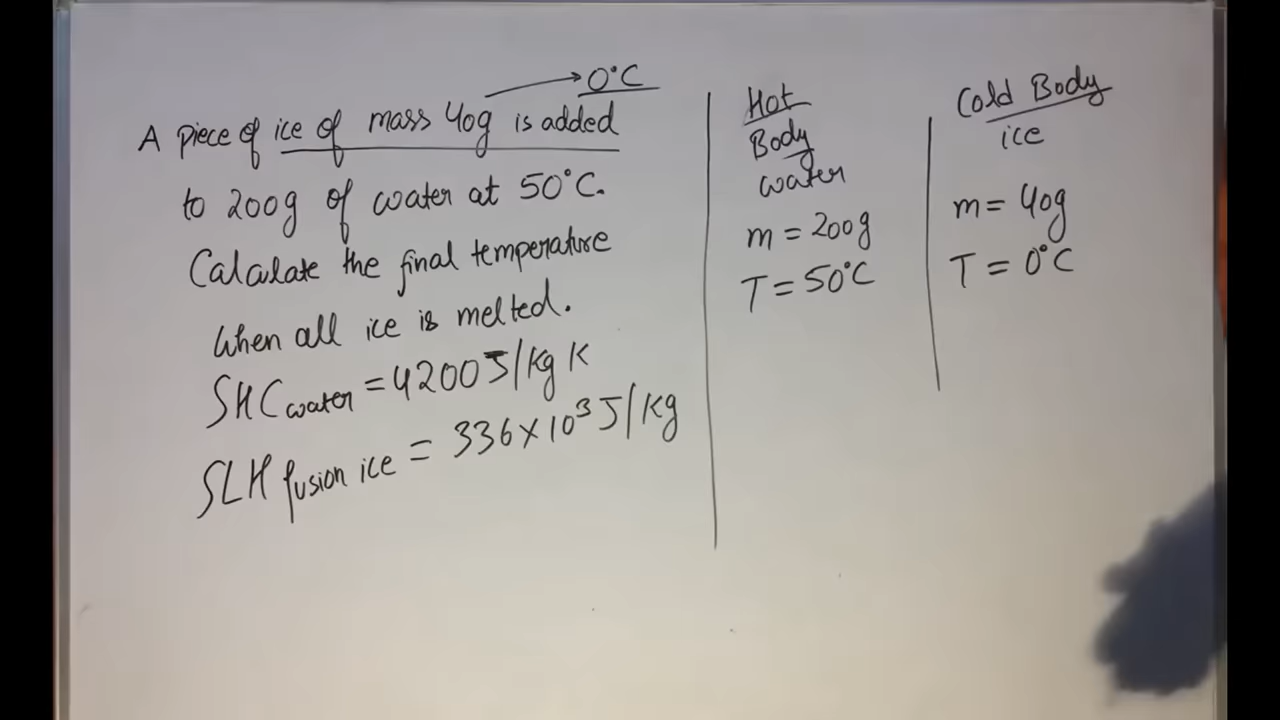 0°C
A piece of ice of mass 40g is added
to 200g of water at 50°C.
Calculate the final temperature
when all ice is melted.
SHC water = 4200 J/kg K
SLH fusion ice = 336×10³ J/kg
Hot
Body
water
m = 200g
T = 50°C
Cold Body
ice
m = 40g
T = 0°C